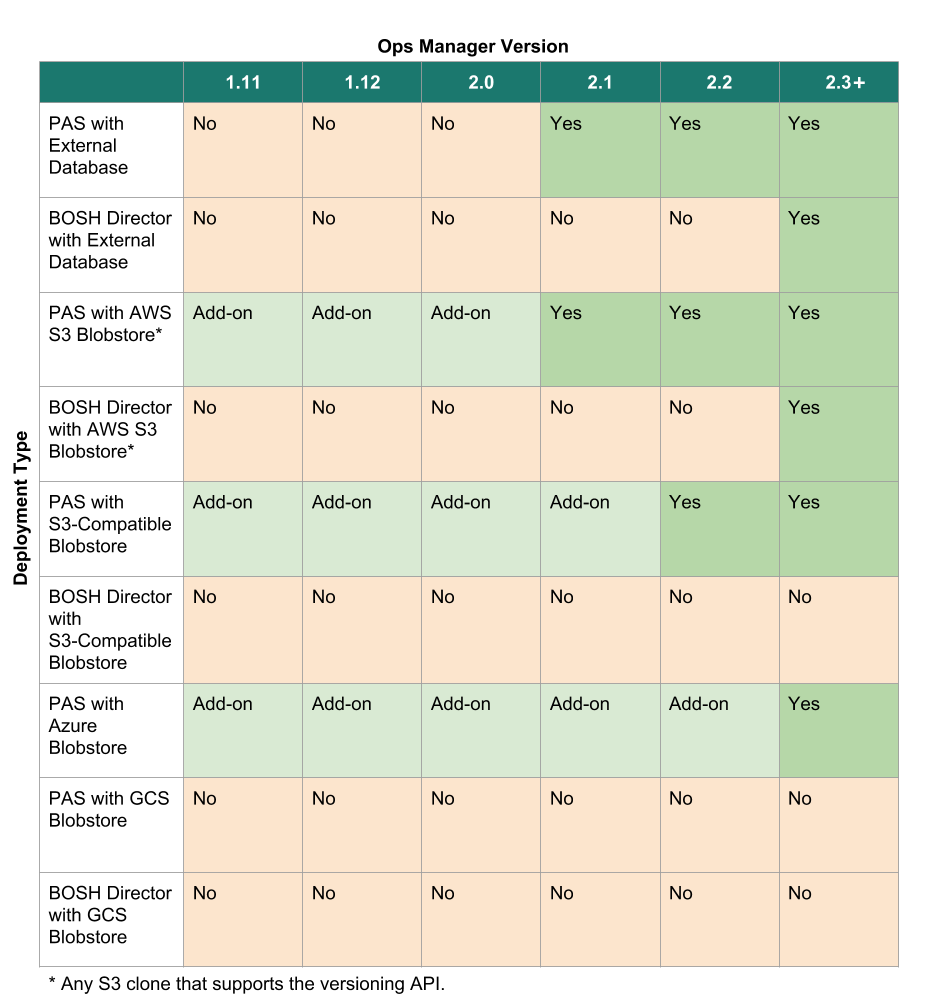 Ops Manager Version
1.11 1.12 2.0 2.1 2.2 2.3+
Deployment Type
PAS with No No No Yes Yes Yes
External
Database
BOSH Director No No No No No Yes
with External
Database
PAS with AWS Add-on Add-on Add-on Yes Yes Yes
S3 Blobstore*
BOSH Director No No No No No Yes
with AWS S3
Blobstore*
PAS with Add-on Add-on Add-on Add-on Yes Yes
S3-Compatible
Blobstore
BOSH Director No No No No No No
with
S3-Compatible
Blobstore
PAS with Add-on Add-on Add-on Add-on Add-on Yes
Azure
Blobstore
PAS with GCS No No No No No No
Blobstore
BOSH Director No No No No No No
with GCS
Blobstore
* Any S3 clone that supports the versioning API.